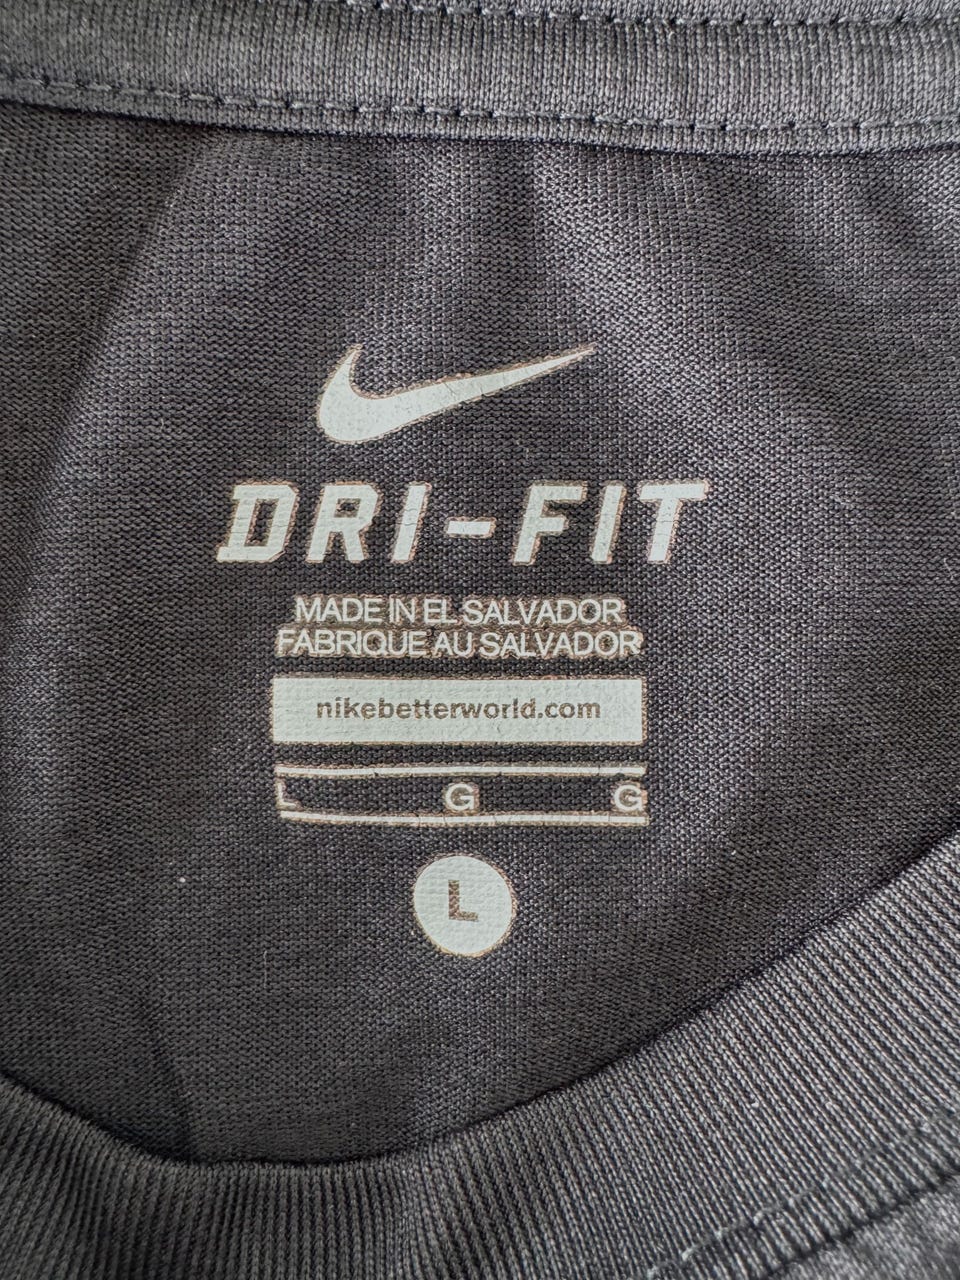 DRI-FIT
MADE IN EL SALVADOR
FABRIQUE AU SALVADOR
nikebetterworld.com
L G G
L